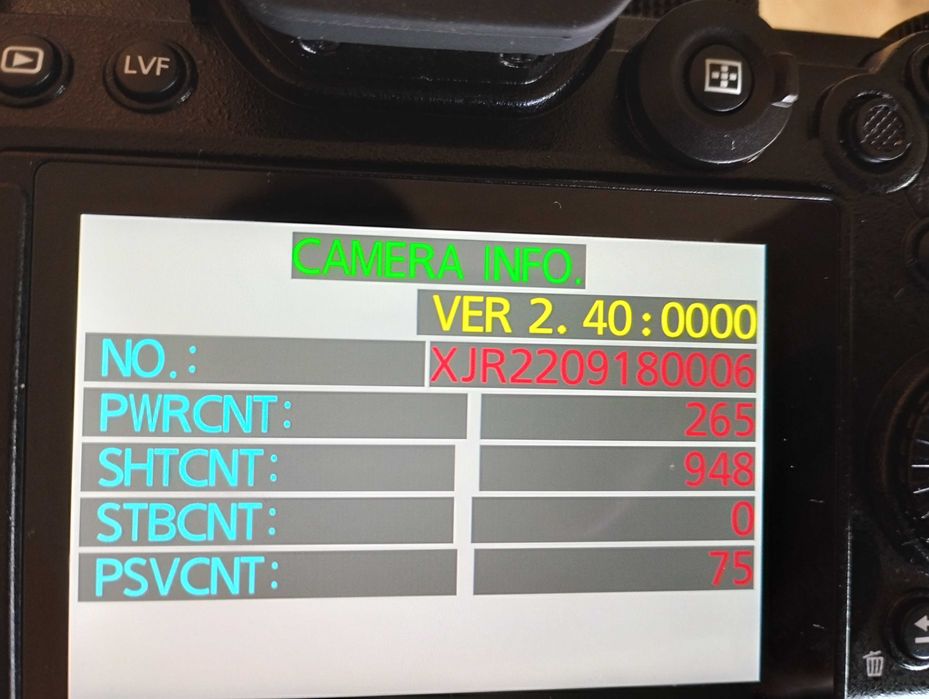 LVF
CAMERA INFO.
VER 2. 40:0000
NO.: XJR2209180006
PWRCNT: 265
SHTCNT: 948
STBCNT: 0
PSVCNT: 75